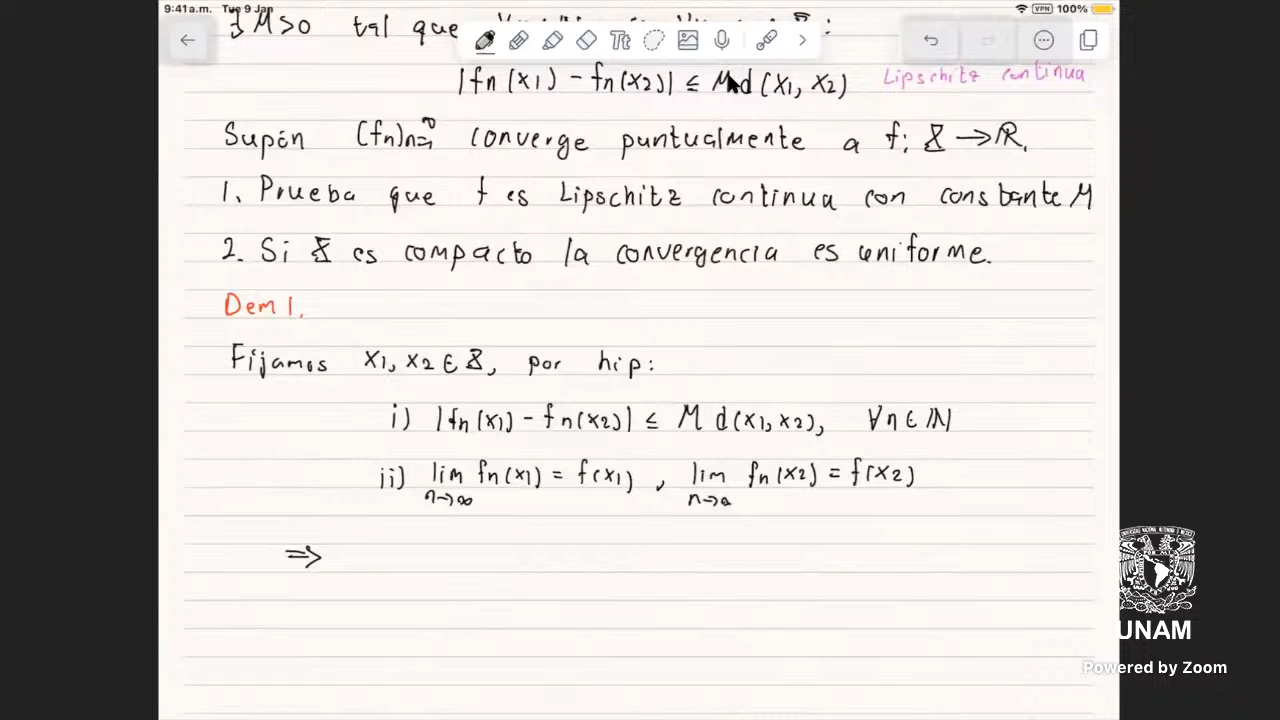 9:41a.m. Tue 9 Jan
VPN 100%
∃ M>0 tal que
|fn(x1) - fn(x2)| ≤ M d(x1, x2) Lipschitz continua
Supón (fn)n=1^∞ converge puntualmente a f: X → ℝ.
1. Prueba que f es Lipschitz continua con constante M
2. Si X es compacto la convergencia es uniforme.
Dem 1.
Fijamos x1, x2 ∈ X, por hip:
i) |fn(x1) - fn(x2)| ≤ M d(x1, x2), ∀n ∈ ℕ
ii) lim n→∞ fn(x1) = f(x1), lim n→∞ fn(x2) = f(x2)
⇒
UNAM
Powered by Zoom